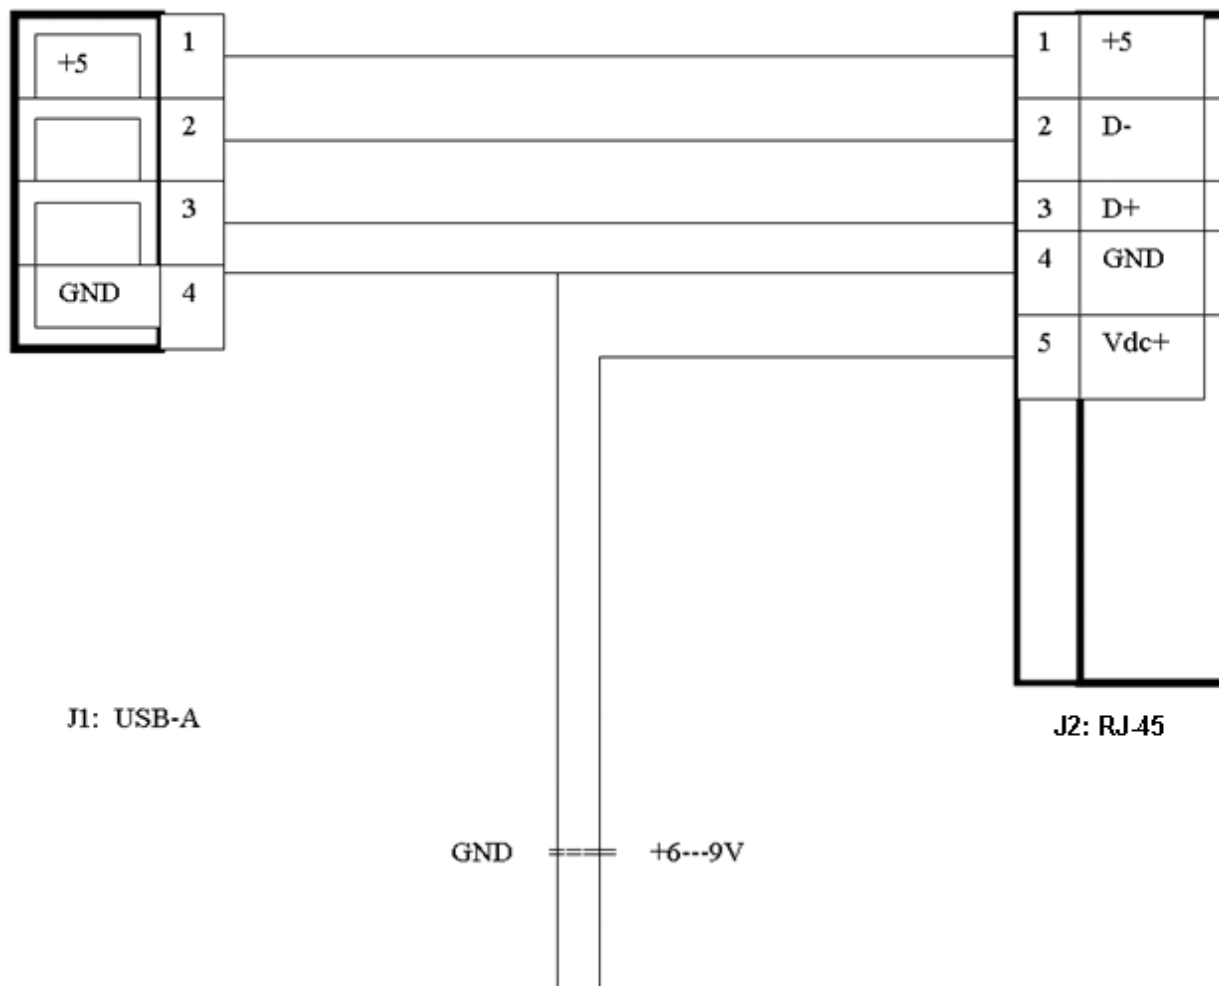 +5 1
2
3
GND 4
1 +5
2 D-
3 D+
4 GND
5 Vdc+
J1: USB-A
J2: RJ-45
GND ==== +6---9V